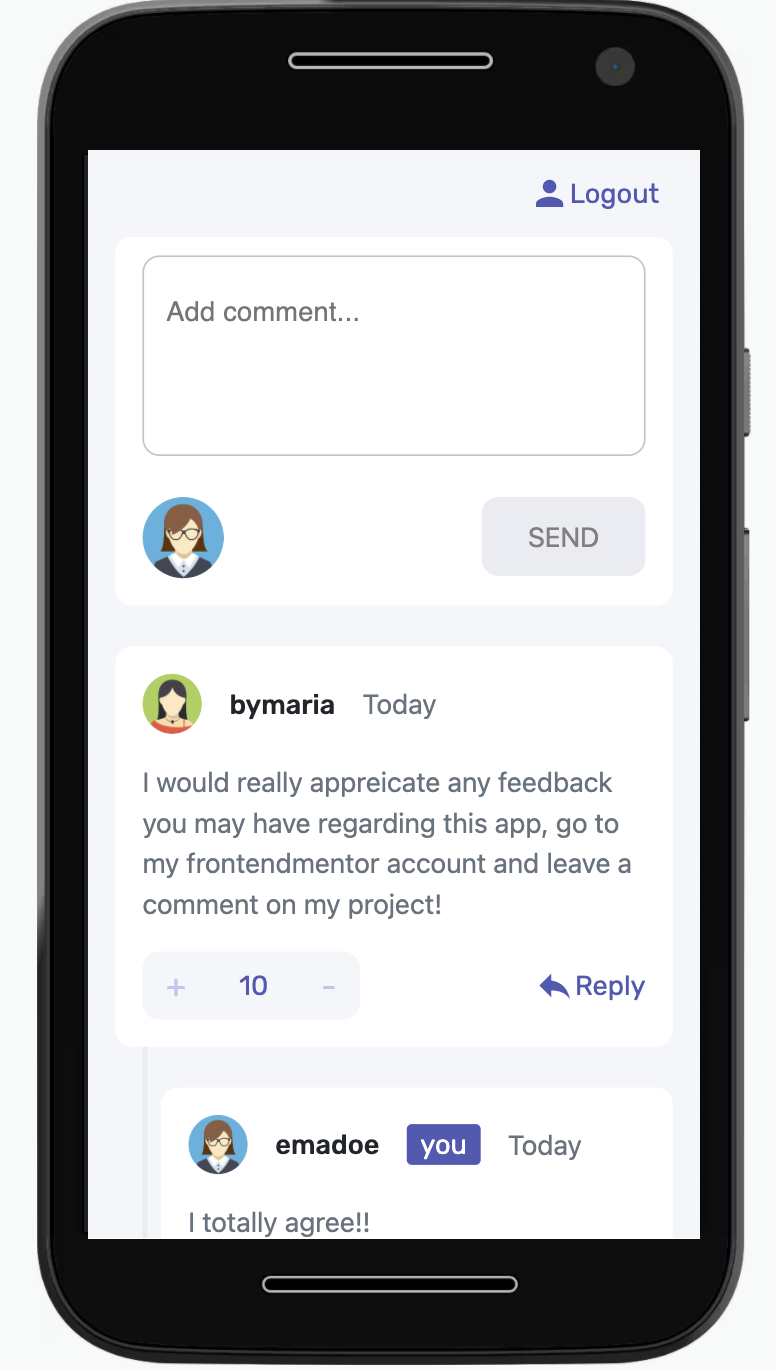 Logout
Add comment...
SEND
bymaria Today
I would really appreicate any feedback
you may have regarding this app, go to
my frontendmentor account and leave a
comment on my project!
+ 10 - Reply
emadoe you Today
I totally agree!!